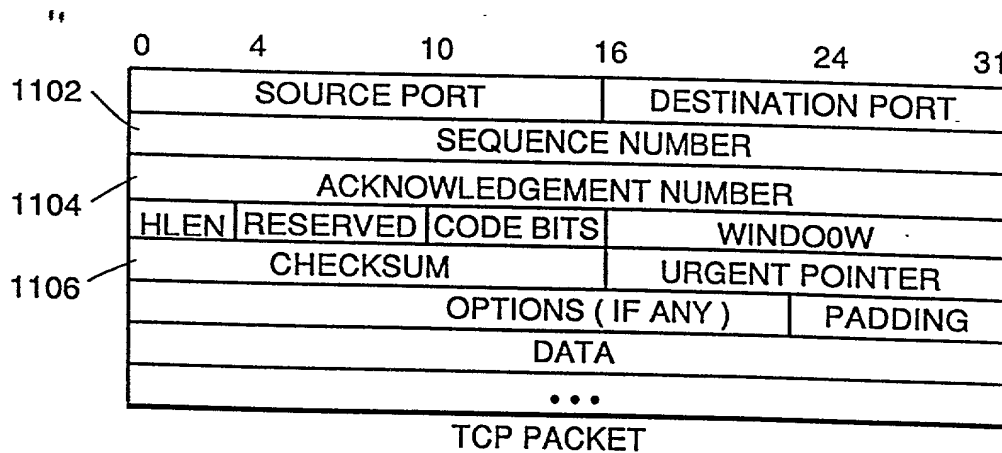 0 4 10 16 24 31
1102
SOURCE PORT DESTINATION PORT
SEQUENCE NUMBER
1104
ACKNOWLEDGEMENT NUMBER
HLEN RESERVED CODE BITS WINDO0W
1106
CHECKSUM URGENT POINTER
OPTIONS ( IF ANY ) PADDING
DATA
•••
TCP PACKET